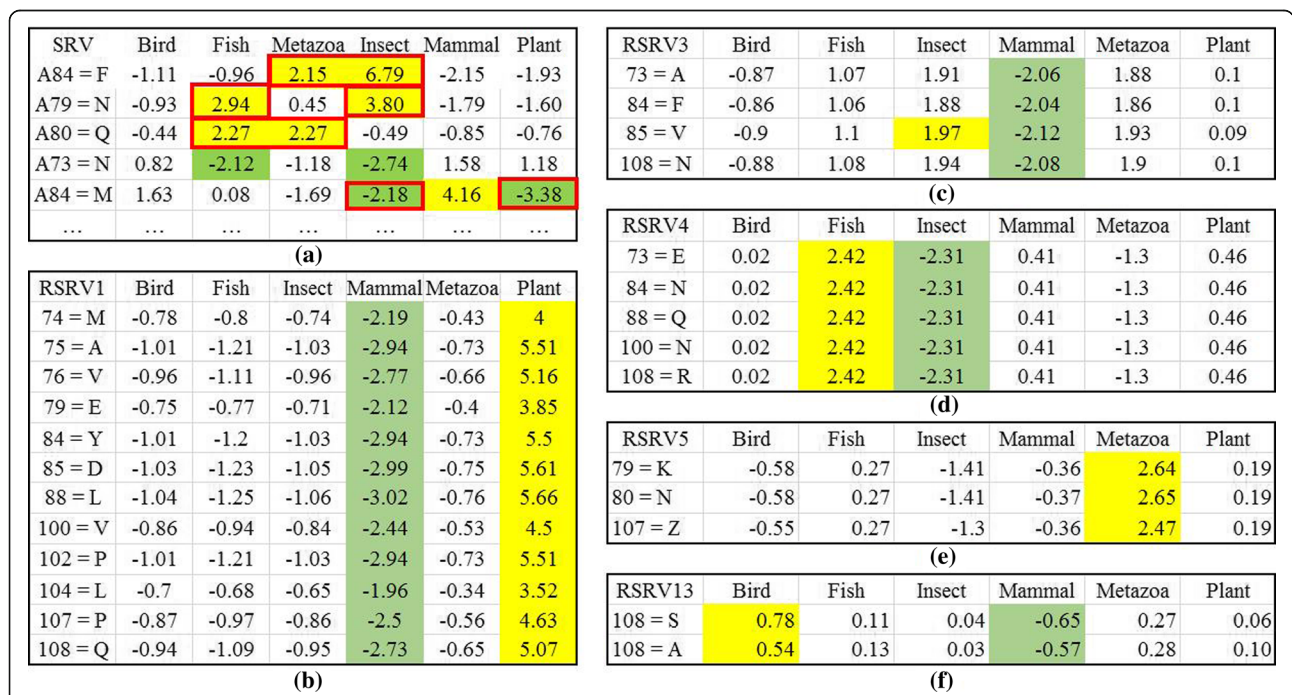 SRV Bird Fish Metazoa Insect Mammal Plant
A84 = F -1.11 -0.96 2.15 6.79 -2.15 -1.93
A79 = N -0.93 2.94 0.45 3.80 -1.79 -1.60
A80 = Q -0.44 2.27 2.27 -0.49 -0.85 -0.76
A73 = N 0.82 -2.12 -1.18 -2.74 1.58 1.18
A84 = M 1.63 0.08 -1.69 -2.18 4.16 -3.38
... ... ... ... ... ... ...
(a)
RSRV1 Bird Fish Insect Mammal Metazoa Plant
74 = M -0.78 -0.8 -0.74 -2.19 -0.43 4
75 = A -1.01 -1.21 -1.03 -2.94 -0.73 5.51
76 = V -0.96 -1.11 -0.96 -2.77 -0.66 5.16
79 = E -0.75 -0.77 -0.71 -2.12 -0.4 3.85
84 = Y -1.01 -1.2 -1.03 -2.94 -0.73 5.5
85 = D -1.03 -1.23 -1.05 -2.99 -0.75 5.61
88 = L -1.04 -1.25 -1.06 -3.02 -0.76 5.66
100 = V -0.86 -0.94 -0.84 -2.44 -0.53 4.5
102 = P -1.01 -1.21 -1.03 -2.94 -0.73 5.51
104 = L -0.7 -0.68 -0.65 -1.96 -0.34 3.52
107 = P -0.87 -0.97 -0.86 -2.5 -0.56 4.63
108 = Q -0.94 -1.09 -0.95 -2.73 -0.65 5.07
(b)
RSRV3 Bird Fish Insect Mammal Metazoa Plant
73 = A -0.87 1.07 1.91 -2.06 1.88 0.1
84 = F -0.86 1.06 1.88 -2.04 1.86 0.1
85 = V -0.9 1.1 1.97 -2.12 1.93 0.09
108 = N -0.88 1.08 1.94 -2.08 1.9 0.1
(c)
RSRV4 Bird Fish Insect Mammal Metazoa Plant
73 = E 0.02 2.42 -2.31 0.41 -1.3 0.46
84 = N 0.02 2.42 -2.31 0.41 -1.3 0.46
88 = Q 0.02 2.42 -2.31 0.41 -1.3 0.46
100 = N 0.02 2.42 -2.31 0.41 -1.3 0.46
108 = R 0.02 2.42 -2.31 0.41 -1.3 0.46
(d)
RSRV5 Bird Fish Insect Mammal Metazoa Plant
79 = K -0.58 0.27 -1.41 -0.36 2.64 0.19
80 = N -0.58 0.27 -1.41 -0.37 2.65 0.19
107 = Z -0.55 0.27 -1.3 -0.36 2.47 0.19
(e)
RSRV13 Bird Fish Insect Mammal Metazoa Plant
108 = S 0.78 0.11 0.04 -0.65 0.27 0.06
108 = A 0.54 0.13 0.03 -0.57 0.28 0.10
(f)